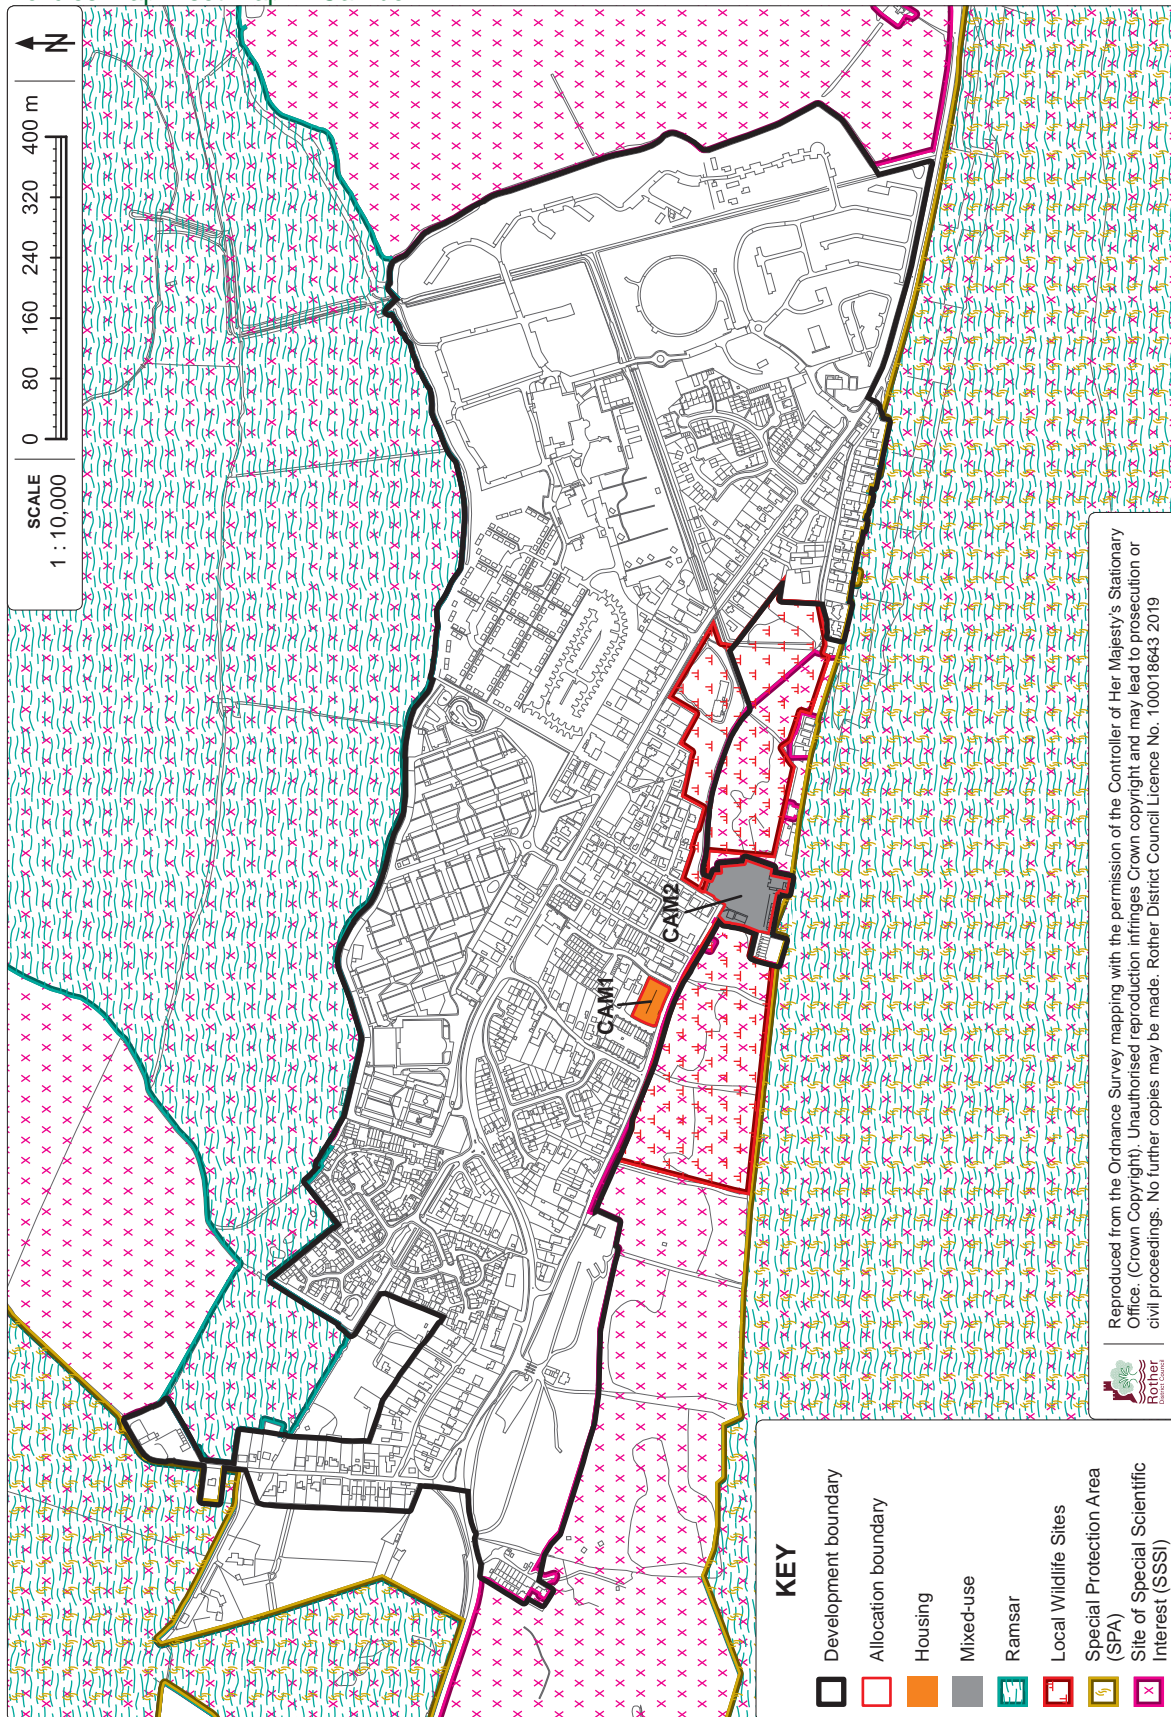 N
SCALE
1 : 10,000
0 80 160 240 320 400 m
CAM1
CAM2
KEY
Development boundary
Allocation boundary
Housing
Mixed-use
Ramsar
Local Wildlife Sites
Special Protection Area
(SPA)
Site of Special Scientific
Interest (SSSI)
Rother
District Council
Reproduced from the Ordnance Survey mapping with the permission of the Controller of Her Majesty's Stationary
Office. (Crown Copyright). Unauthorised reproduction infringes Crown copyright and may lead to prosecution or
civil proceedings. No further copies may be made. Rother District Council Licence No. 100018643 2019